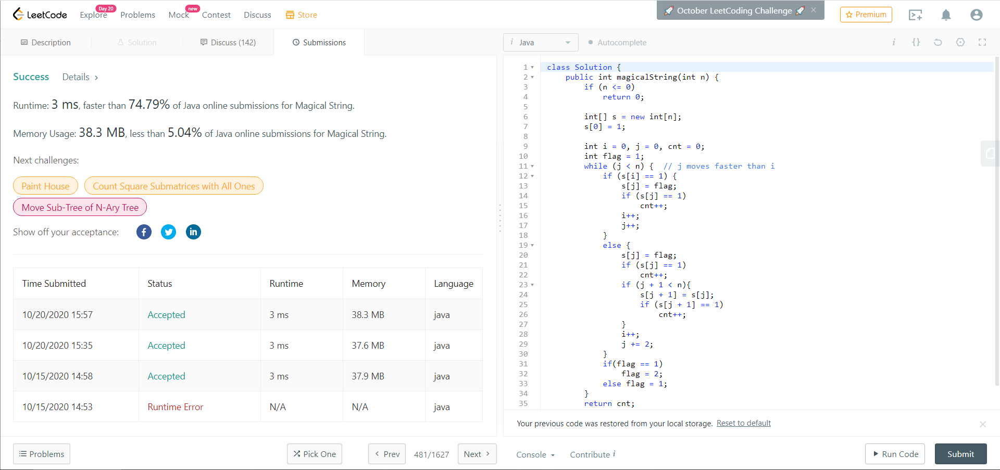 LeetCode Explore Day 20 Problems Mock new Contest Discuss Store October LeetCoding Challenge × Premium
Description Solution Discuss (142) Submissions
i Java Autocomplete i {}
Success Details >
Runtime: 3 ms, faster than 74.79% of Java online submissions for Magical String.
Memory Usage: 38.3 MB, less than 5.04% of Java online submissions for Magical String.
Next challenges:
Paint House Count Square Submatrices with All Ones
Move Sub-Tree of N-Ary Tree
Show off your acceptance: f in
Time Submitted Status Runtime Memory Language
10/20/2020 15:57 Accepted 3 ms 38.3 MB java
10/20/2020 15:35 Accepted 3 ms 37.6 MB java
10/15/2020 14:58 Accepted 3 ms 37.9 MB java
10/15/2020 14:53 Runtime Error N/A N/A java
1 class Solution {
2 public int magicalString(int n) {
3 if (n <= 0)
4 return 0;
5
6 int[] s = new int[n];
7 s[0] = 1;
8
9 int i = 0, j = 0, cnt = 0;
10 int flag = 1;
11 while (j < n) { // j moves faster than i
12 if (s[i] == 1) {
13 s[j] = flag;
14 if (s[j] == 1)
15 cnt++;
16 i++;
17 j++;
18 }
19 else {
20 s[j] = flag;
21 if (s[j] == 1)
22 cnt++;
23 if (j + 1 < n){
24 s[j + 1] = s[j];
25 if (s[j + 1] == 1)
26 cnt++;
27 }
28 i++;
29 j += 2;
30 }
31 if(flag == 1)
32 flag = 2;
33 else flag = 1;
34 }
35 return cnt;
Your previous code was restored from your local storage. Reset to default ×
Problems Pick One < Prev 481/1627 Next > Console Contribute i Run Code Submit